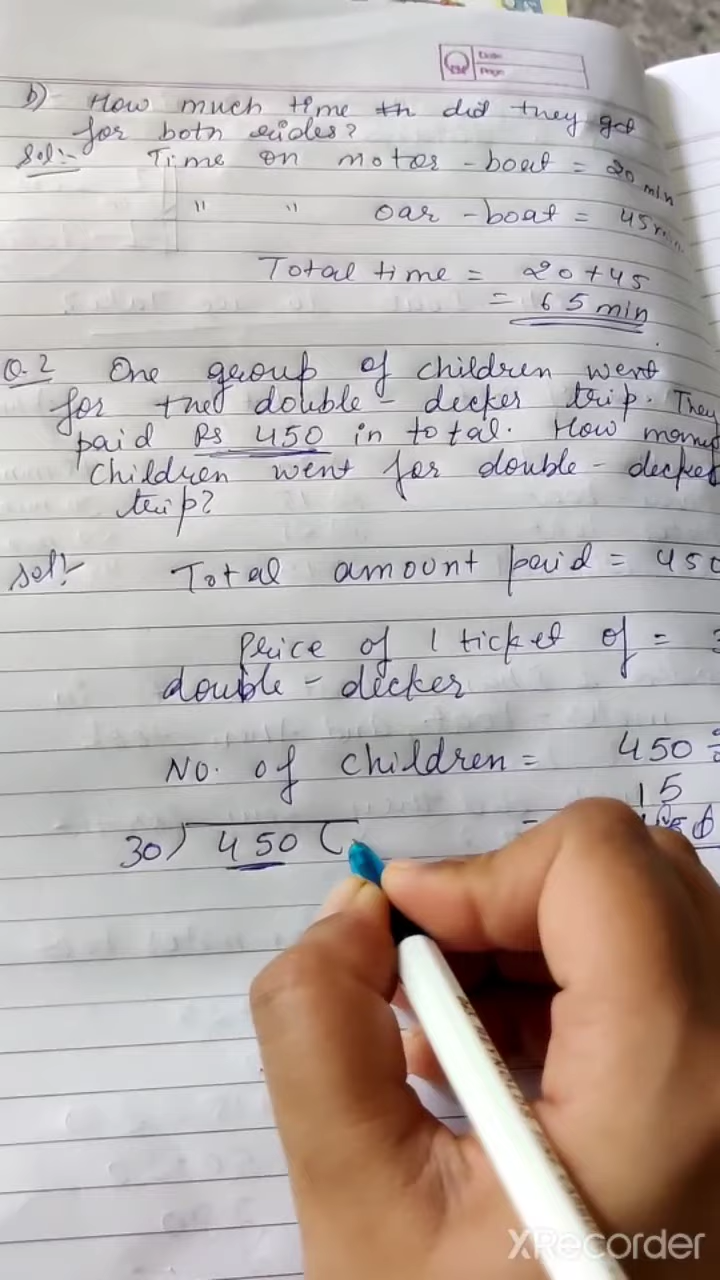 Date
Page
b) How much time th did they get
for both rides?
Sol:- Time on motor-boat = 20 min
" " oar-boat = 45 min
Total time = 20 + 45
= 65 min
Q.2 One group of children went
for the double-decker trip. They
paid Rs 450 in total. How many
children went for double-decker
trip?
Sol:- Total amount paid = 450
Price of 1 ticket of = 3
double-decker
No. of children = 450 ÷
15
=
30) 450 (
XRecorder